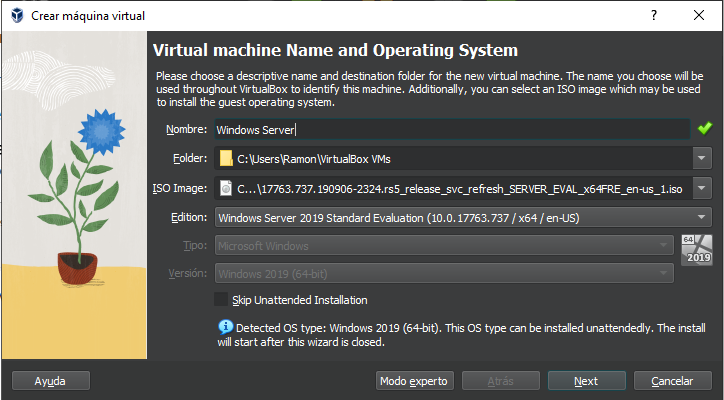 Crear máquina virtual
Virtual machine Name and Operating System
Please choose a descriptive name and destination folder for the new virtual machine. The name you choose will be
used throughout VirtualBox to identify this machine. Additionally, you can select an ISO image which may be used
to install the guest operating system.
Nombre: Windows Server
Folder: C:\Users\Ramon\VirtualBox VMs
ISO Image: C...\17763.737.190906-2324.rs5_release_svc_refresh_SERVER_EVAL_x64FRE_en-us_1.iso
Edition: Windows Server 2019 Standard Evaluation (10.0.17763.737 / x64 / en-US)
Tipo: Microsoft Windows
64
Versión: Windows 2019 (64-bit)
2019
Skip Unattended Installation
Detected OS type: Windows 2019 (64-bit). This OS type can be installed unattendedly. The install
will start after this wizard is closed.
Ayuda Modo experto Atrás Next Cancelar